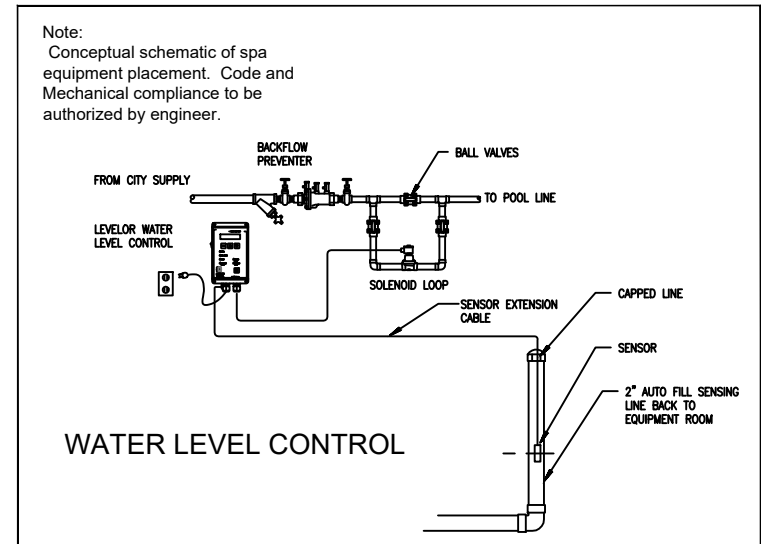 Note:
Conceptual schematic of spa
equipment placement. Code and
Mechanical compliance to be
authorized by engineer.
BACKFLOW
PREVENTER
BALL VALVES
FROM CITY SUPPLY
TO POOL LINE
LEVELOR WATER
LEVEL CONTROL
SOLENOID LOOP
SENSOR EXTENSION
CABLE
CAPPED LINE
SENSOR
2" AUTO FILL SENSING
LINE BACK TO
EQUIPMENT ROOM
WATER LEVEL CONTROL